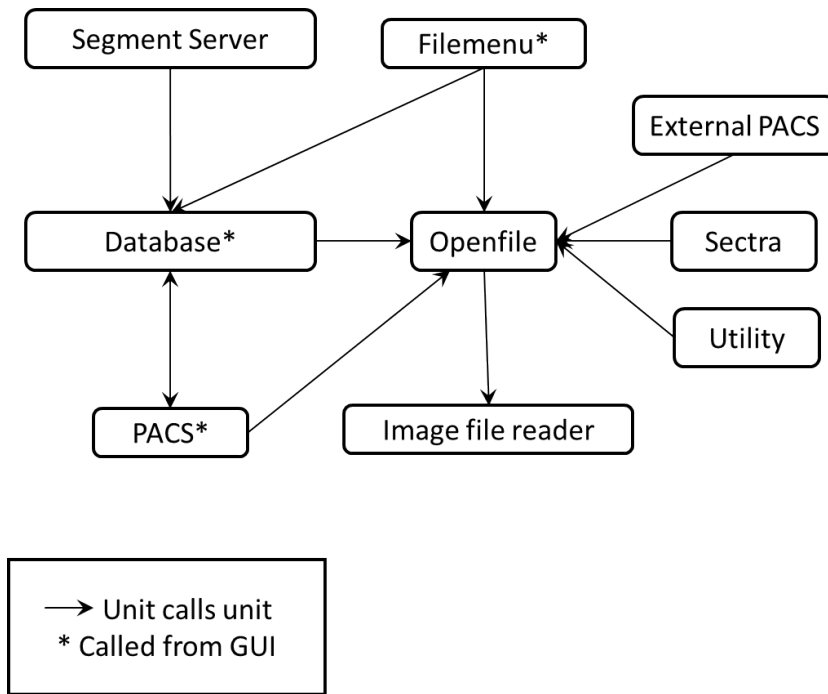 Segment Server
Filemenu*
External PACS
Database*
Openfile
Sectra
Utility
PACS*
Image file reader
Unit calls unit
* Called from GUI